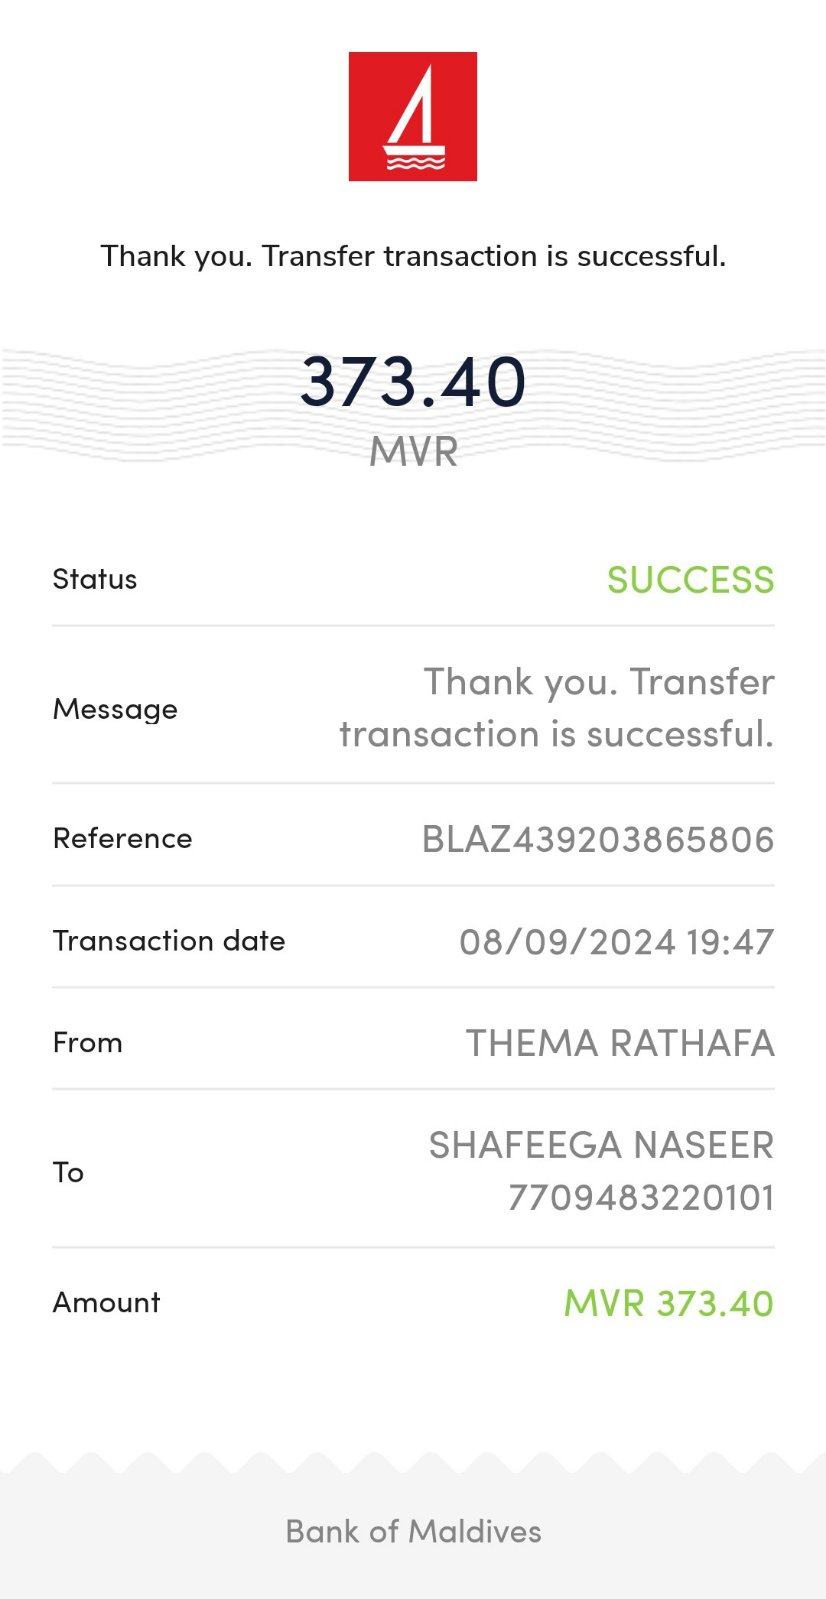 Thank you. Transfer transaction is successful.
373.40
MVR
Status
SUCCESS
Message
Thank you. Transfer
transaction is successful.
Reference
BLAZ439203865806
Transaction date
08/09/2024 19:47
From
THEMA RATHAFA
To
SHAFEEGA NASEER
7709483220101
Amount
MVR 373.40
Bank of Maldives